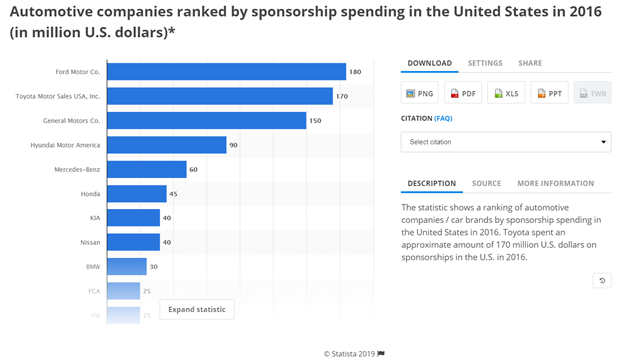 Automotive companies ranked by sponsorship spending in the United States in 2016
(in million U.S. dollars)*
Ford Motor Co. 180
Toyota Motor Sales USA, Inc. 170
General Motors Co. 150
Hyundai Motor America 90
Mercedes-Benz 60
Honda 45
KIA 40
Nissan 40
BMW 30
FCA 25
VW 25
Expand statistic
© Statista 2019
DOWNLOAD SETTINGS SHARE
PNG PDF XLS PPT TWB
CITATION (FAQ)
Select citation
DESCRIPTION SOURCE MORE INFORMATION
The statistic shows a ranking of automotive
companies / car brands by sponsorship spending in
the United States in 2016. Toyota spent an
approximate amount of 170 million U.S. dollars on
sponsorships in the U.S. in 2016.